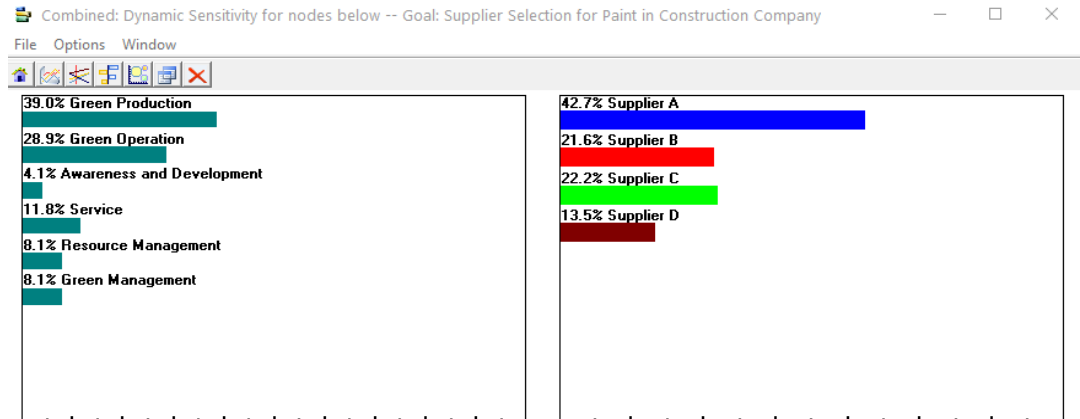 Combined: Dynamic Sensitivity for nodes below -- Goal: Supplier Selection for Paint in Construction Company
File Options Window
39.0% Green Production
28.9% Green Operation
4.1% Awareness and Development
11.8% Service
8.1% Resource Management
8.1% Green Management
42.7% Supplier A
21.6% Supplier B
22.2% Supplier C
13.5% Supplier D